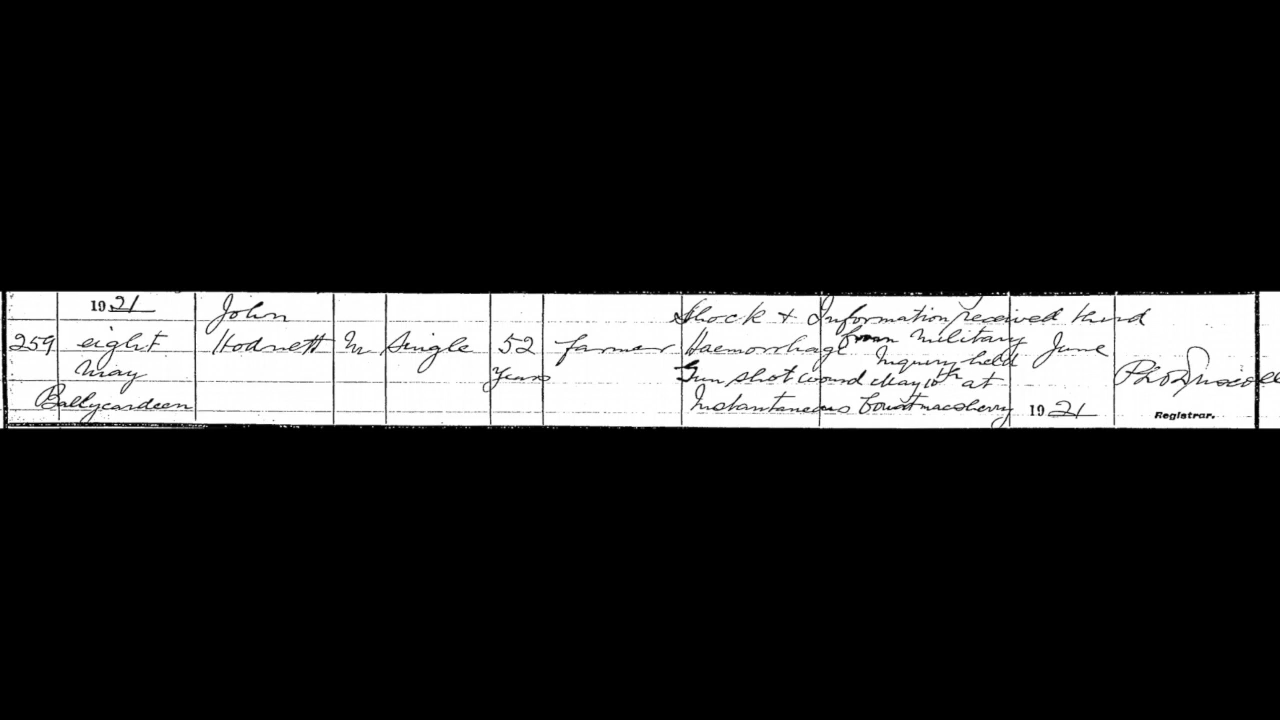 1921
259
eight
May
Ballycardeen
John
Hodnett
M
Single
52
Years
farmer
Shock &
Haemorrhage
Gun shot wound
Instantaneous
Information received
from Military
Inquiry held
May 10th at
Courtmacsherry
third
June
1921
Registrar.